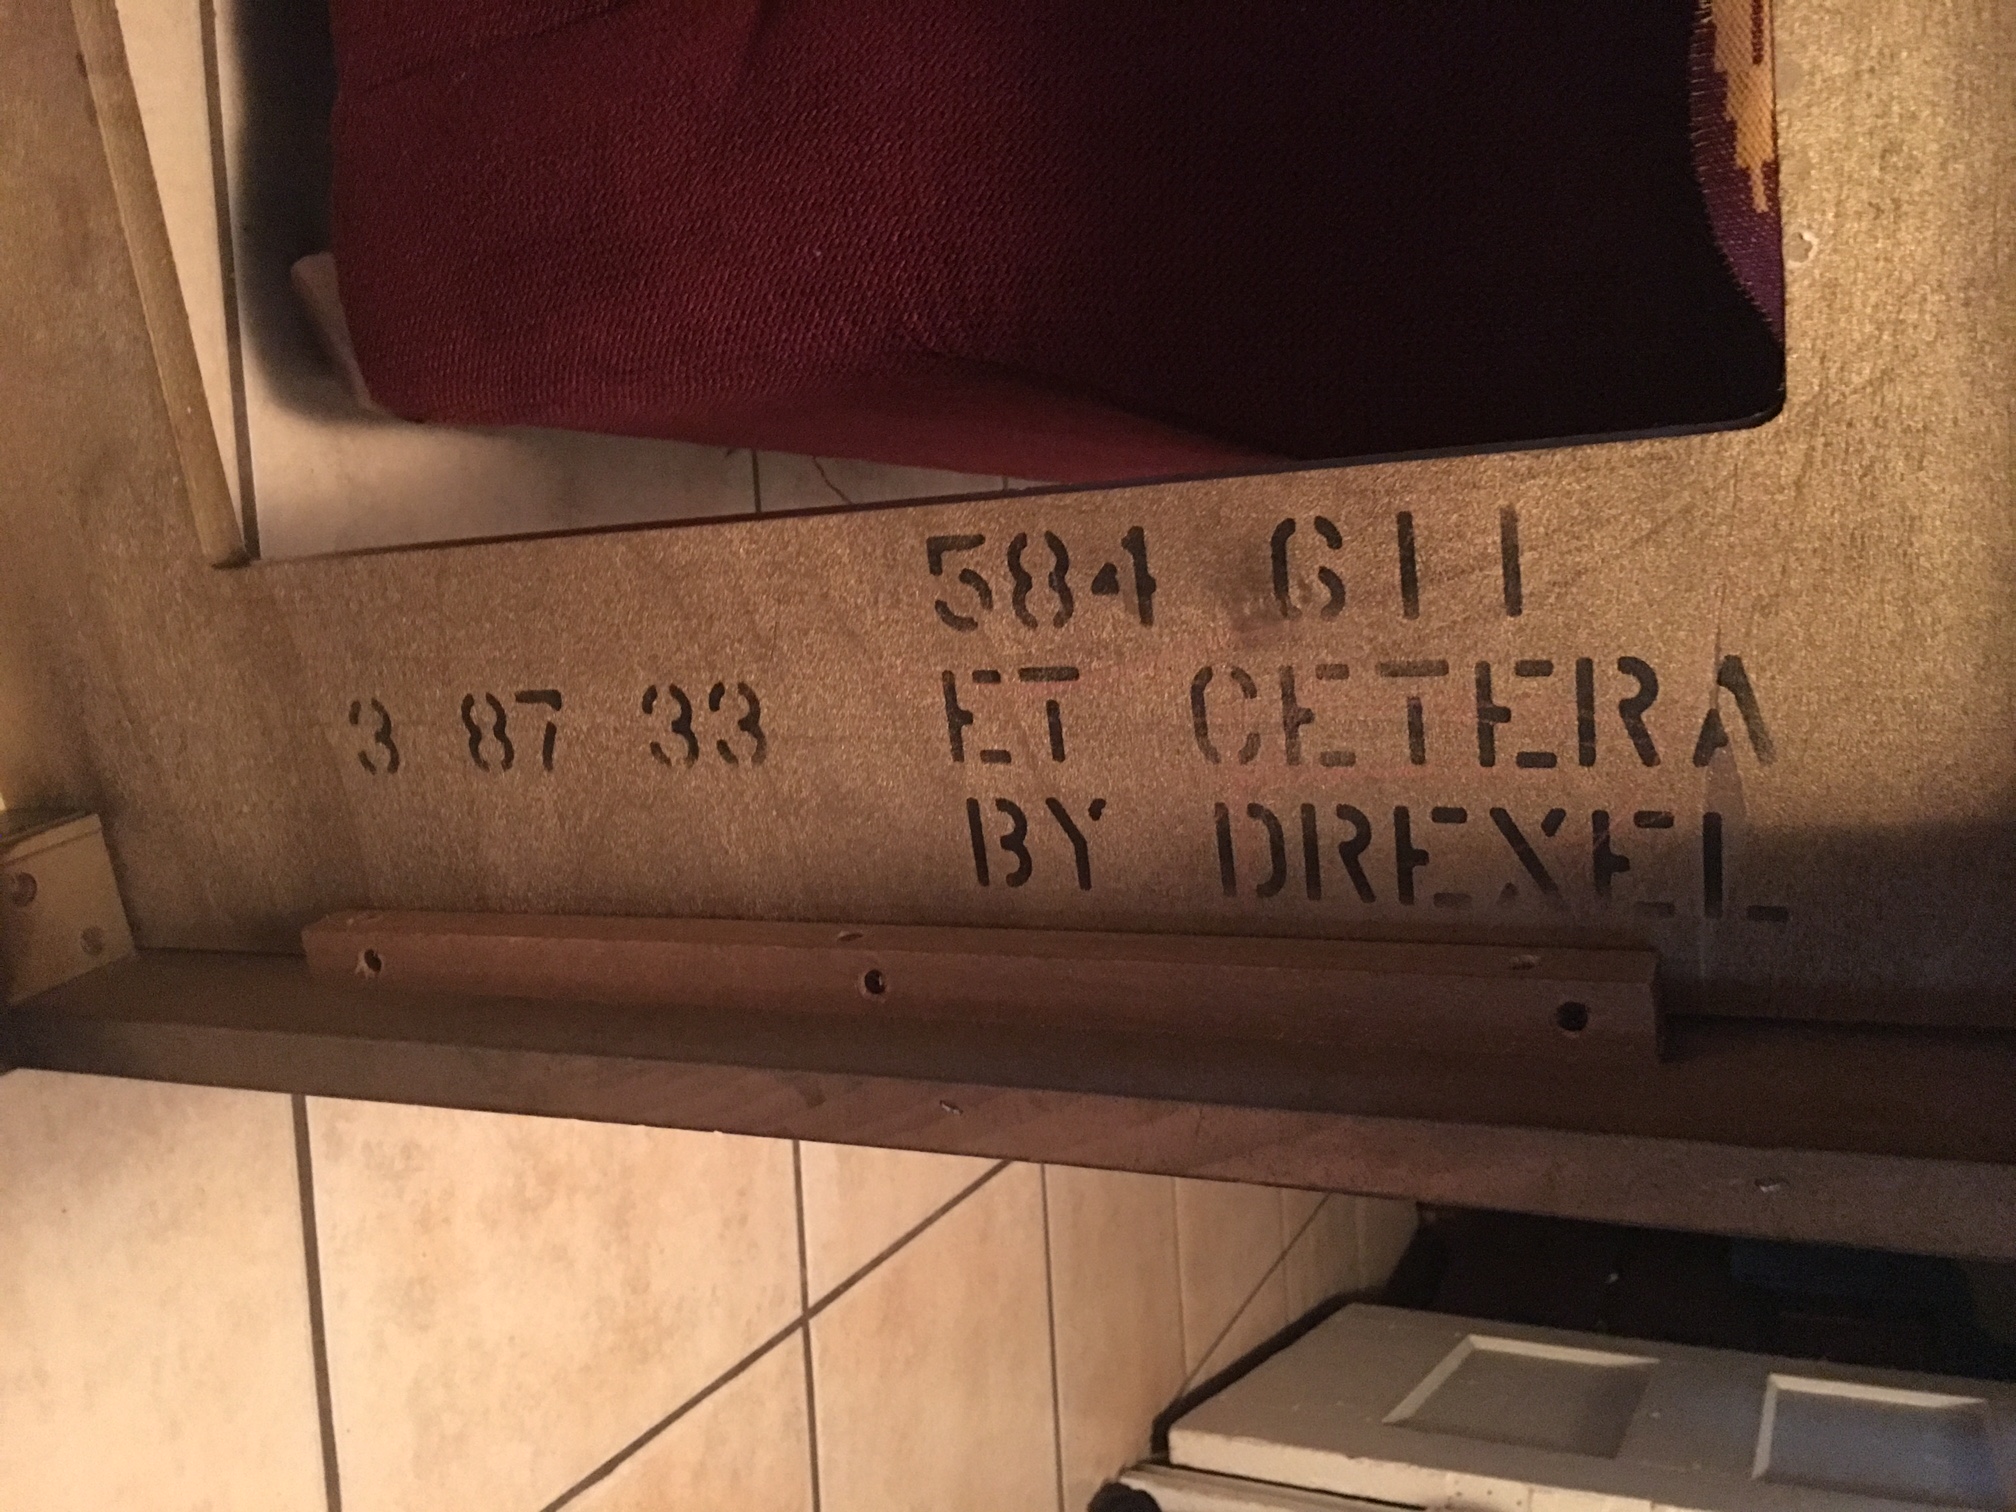 584 611
3 87 33
ET CETERA
BY DREXEL